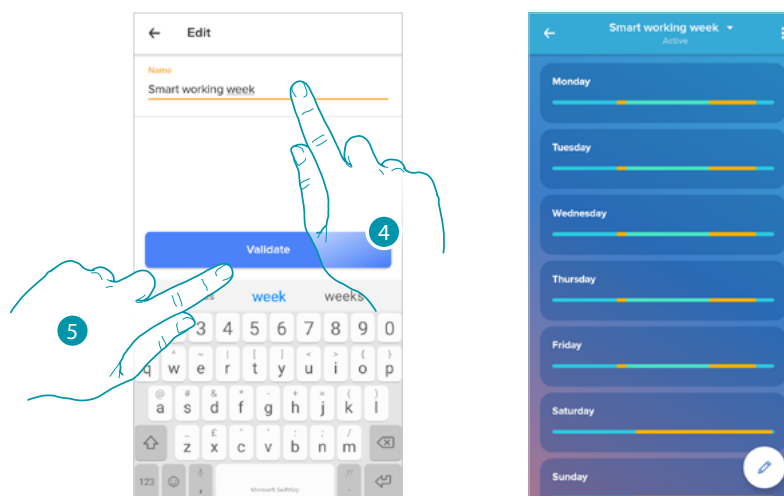 Edit
Name
Smart working week
4
Validate
5
week
weeks
3 4 5 6 7 8 9 0
q w e r t y u i o p
a s d f g h j k l
z x c v b n m
123
Microsoft SwiftKey
Smart working week
Active
Monday
Tuesday
Wednesday
Thursday
Friday
Saturday
Sunday